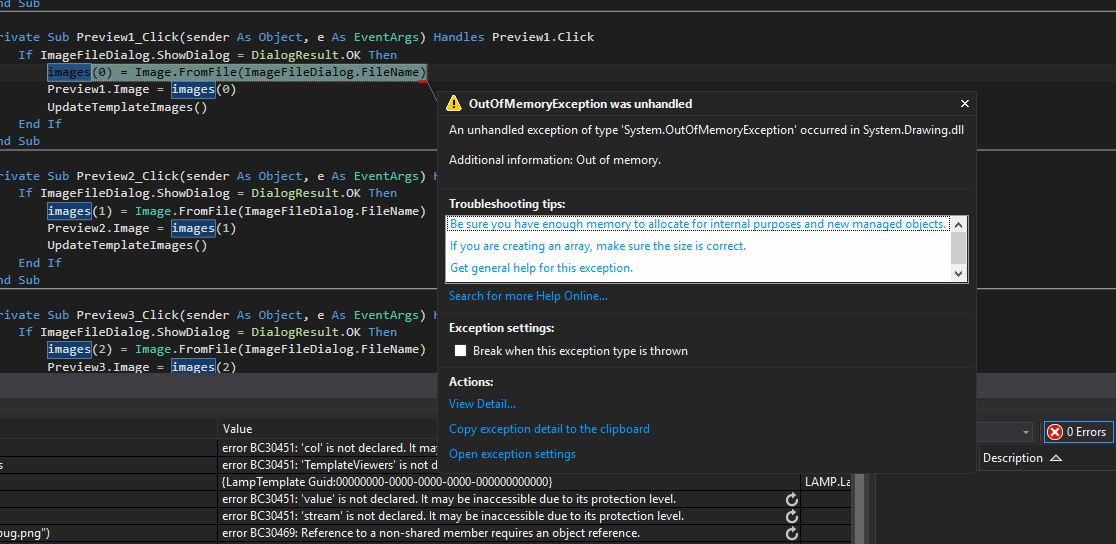 nd Sub
rivate Sub Preview1_Click(sender As Object, e As EventArgs) Handles Preview1.Click
If ImageFileDialog.ShowDialog = DialogResult.OK Then
images(0) = Image.FromFile(ImageFileDialog.FileName)
Preview1.Image = images(0)
UpdateTemplateImages()
End If
nd Sub
rivate Sub Preview2_Click(sender As Object, e As EventArgs) H
If ImageFileDialog.ShowDialog = DialogResult.OK Then
images(1) = Image.FromFile(ImageFileDialog.FileName)
Preview2.Image = images(1)
UpdateTemplateImages()
End If
nd Sub
rivate Sub Preview3_Click(sender As Object, e As EventArgs) H
If ImageFileDialog.ShowDialog = DialogResult.OK Then
images(2) = Image.FromFile(ImageFileDialog.FileName)
Preview3.Image = images(2)
OutOfMemoryException was unhandled
An unhandled exception of type 'System.OutOfMemoryException' occurred in System.Drawing.dll
Additional information: Out of memory.
Troubleshooting tips:
Be sure you have enough memory to allocate for internal purposes and new managed objects.
If you are creating an array, make sure the size is correct.
Get general help for this exception.
Search for more Help Online...
Exception settings:
Break when this exception type is thrown
Actions:
View Detail...
Copy exception detail to the clipboard
Open exception settings
Value
error BC30451: 'col' is not declared. It may
s
error BC30451: 'TemplateViewers' is not d
{LampTemplate Guid:00000000-0000-0000-0000-000000000000}
LAMP.La
error BC30451: 'value' is not declared. It may be inaccessible due to its protection level.
error BC30451: 'stream' is not declared. It may be inaccessible due to its protection level.
bug.png")
error BC30469: Reference to a non-shared member requires an object reference.
0 Errors
Description